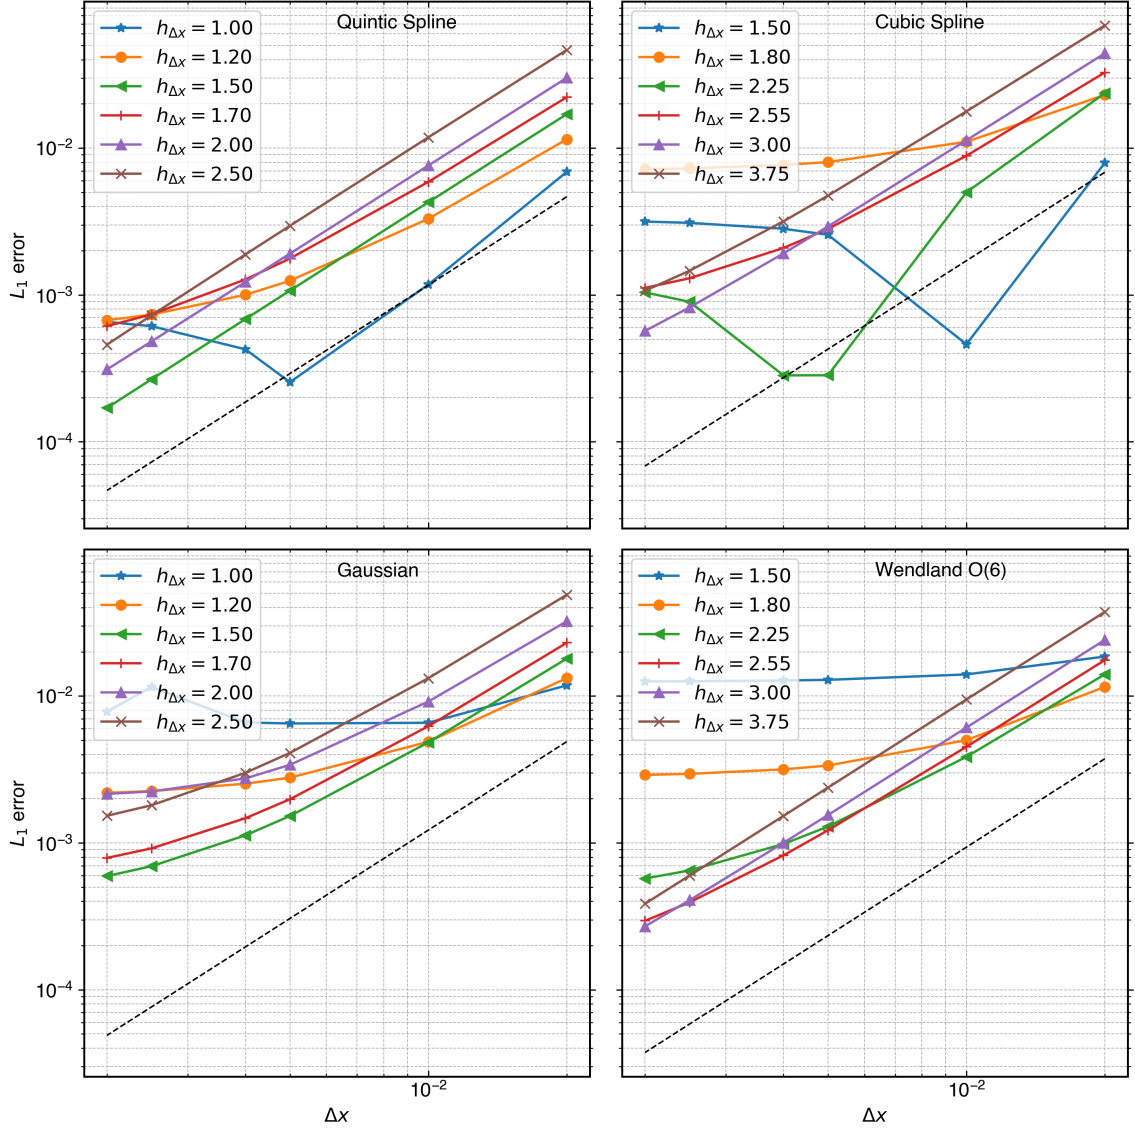 Quintic Spline
h_Δx = 1.00
h_Δx = 1.20
h_Δx = 1.50
h_Δx = 1.70
h_Δx = 2.00
h_Δx = 2.50
10⁻²
10⁻³
10⁻⁴
L₁ error
Cubic Spline
h_Δx = 1.50
h_Δx = 1.80
h_Δx = 2.25
h_Δx = 2.55
h_Δx = 3.00
h_Δx = 3.75
Gaussian
h_Δx = 1.00
h_Δx = 1.20
h_Δx = 1.50
h_Δx = 1.70
h_Δx = 2.00
h_Δx = 2.50
10⁻²
10⁻³
10⁻⁴
L₁ error
10⁻²
Δx
Wendland O(6)
h_Δx = 1.50
h_Δx = 1.80
h_Δx = 2.25
h_Δx = 2.55
h_Δx = 3.00
h_Δx = 3.75
10⁻²
Δx